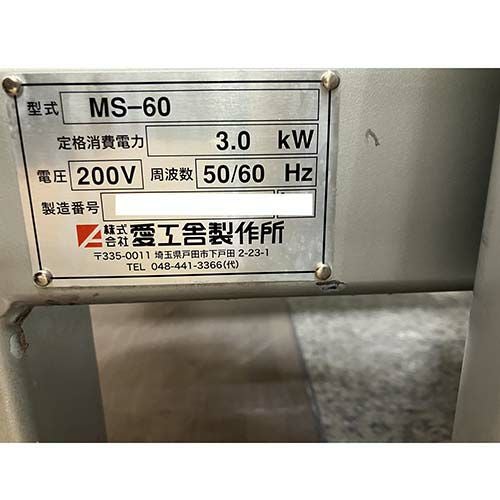 型式 MS-60
定格消費電力 3.0 kW
電圧 200V 周波数 50/60 Hz
製造番号
株式会社 愛工舎製作所
〒335-0011 埼玉県戸田市下戸田 2-23-1
TEL 048-441-3366(代)